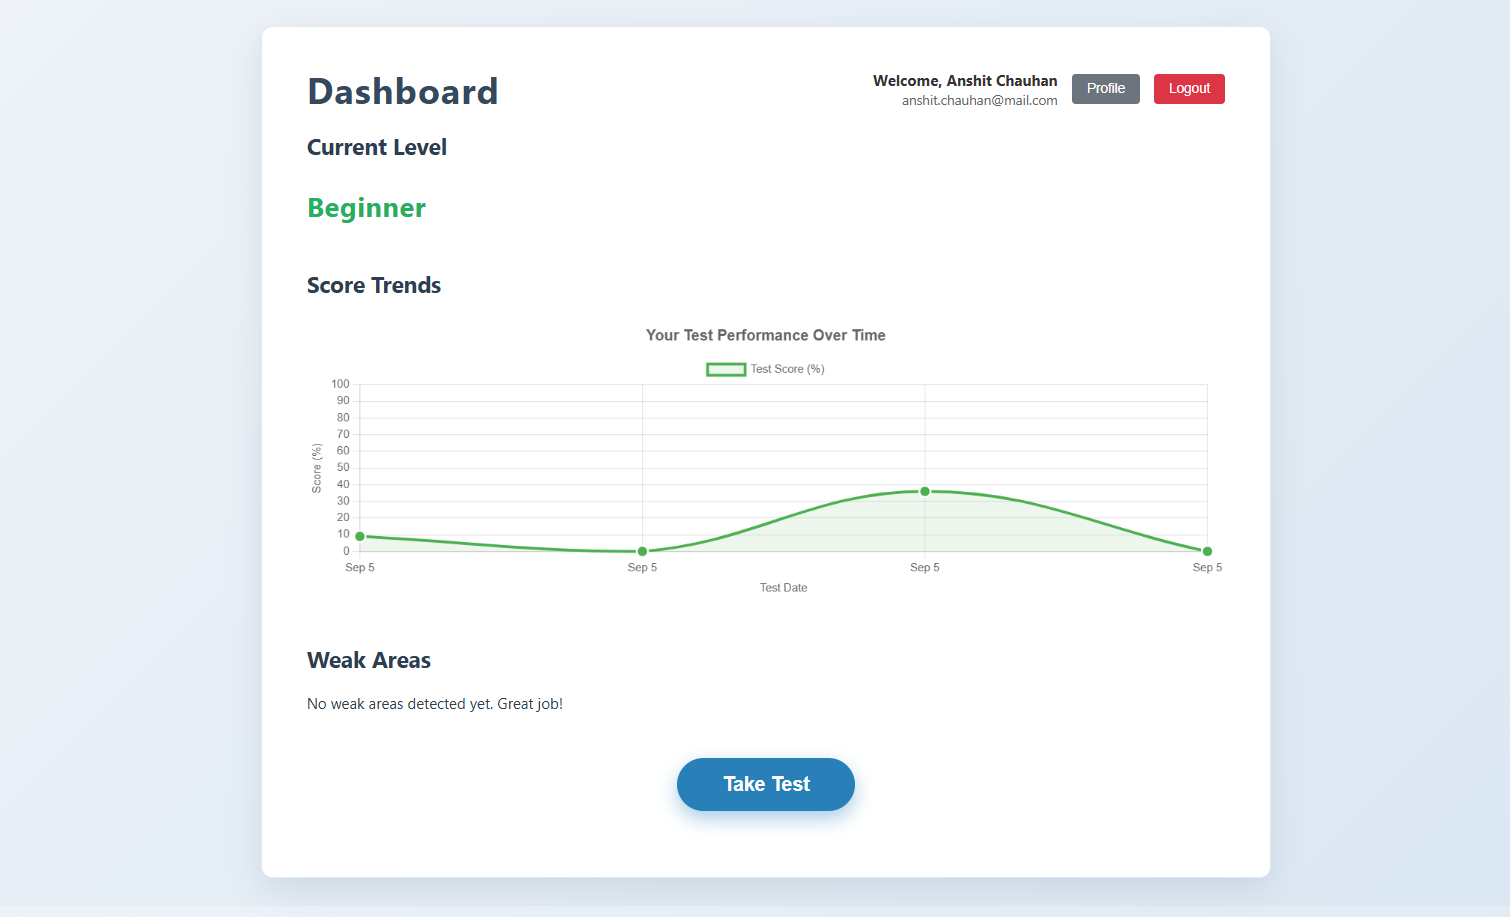 Dashboard
Welcome, Anshit Chauhan
anshit.chauhan@mail.com
Profile
Logout
Current Level
Beginner
Score Trends
Your Test Performance Over Time
Test Score (%)
100
90
80
70
60
50
40
30
20
10
0
Score (%)
Sep 5
Sep 5
Sep 5
Sep 5
Test Date
Weak Areas
No weak areas detected yet. Great job!
Take Test